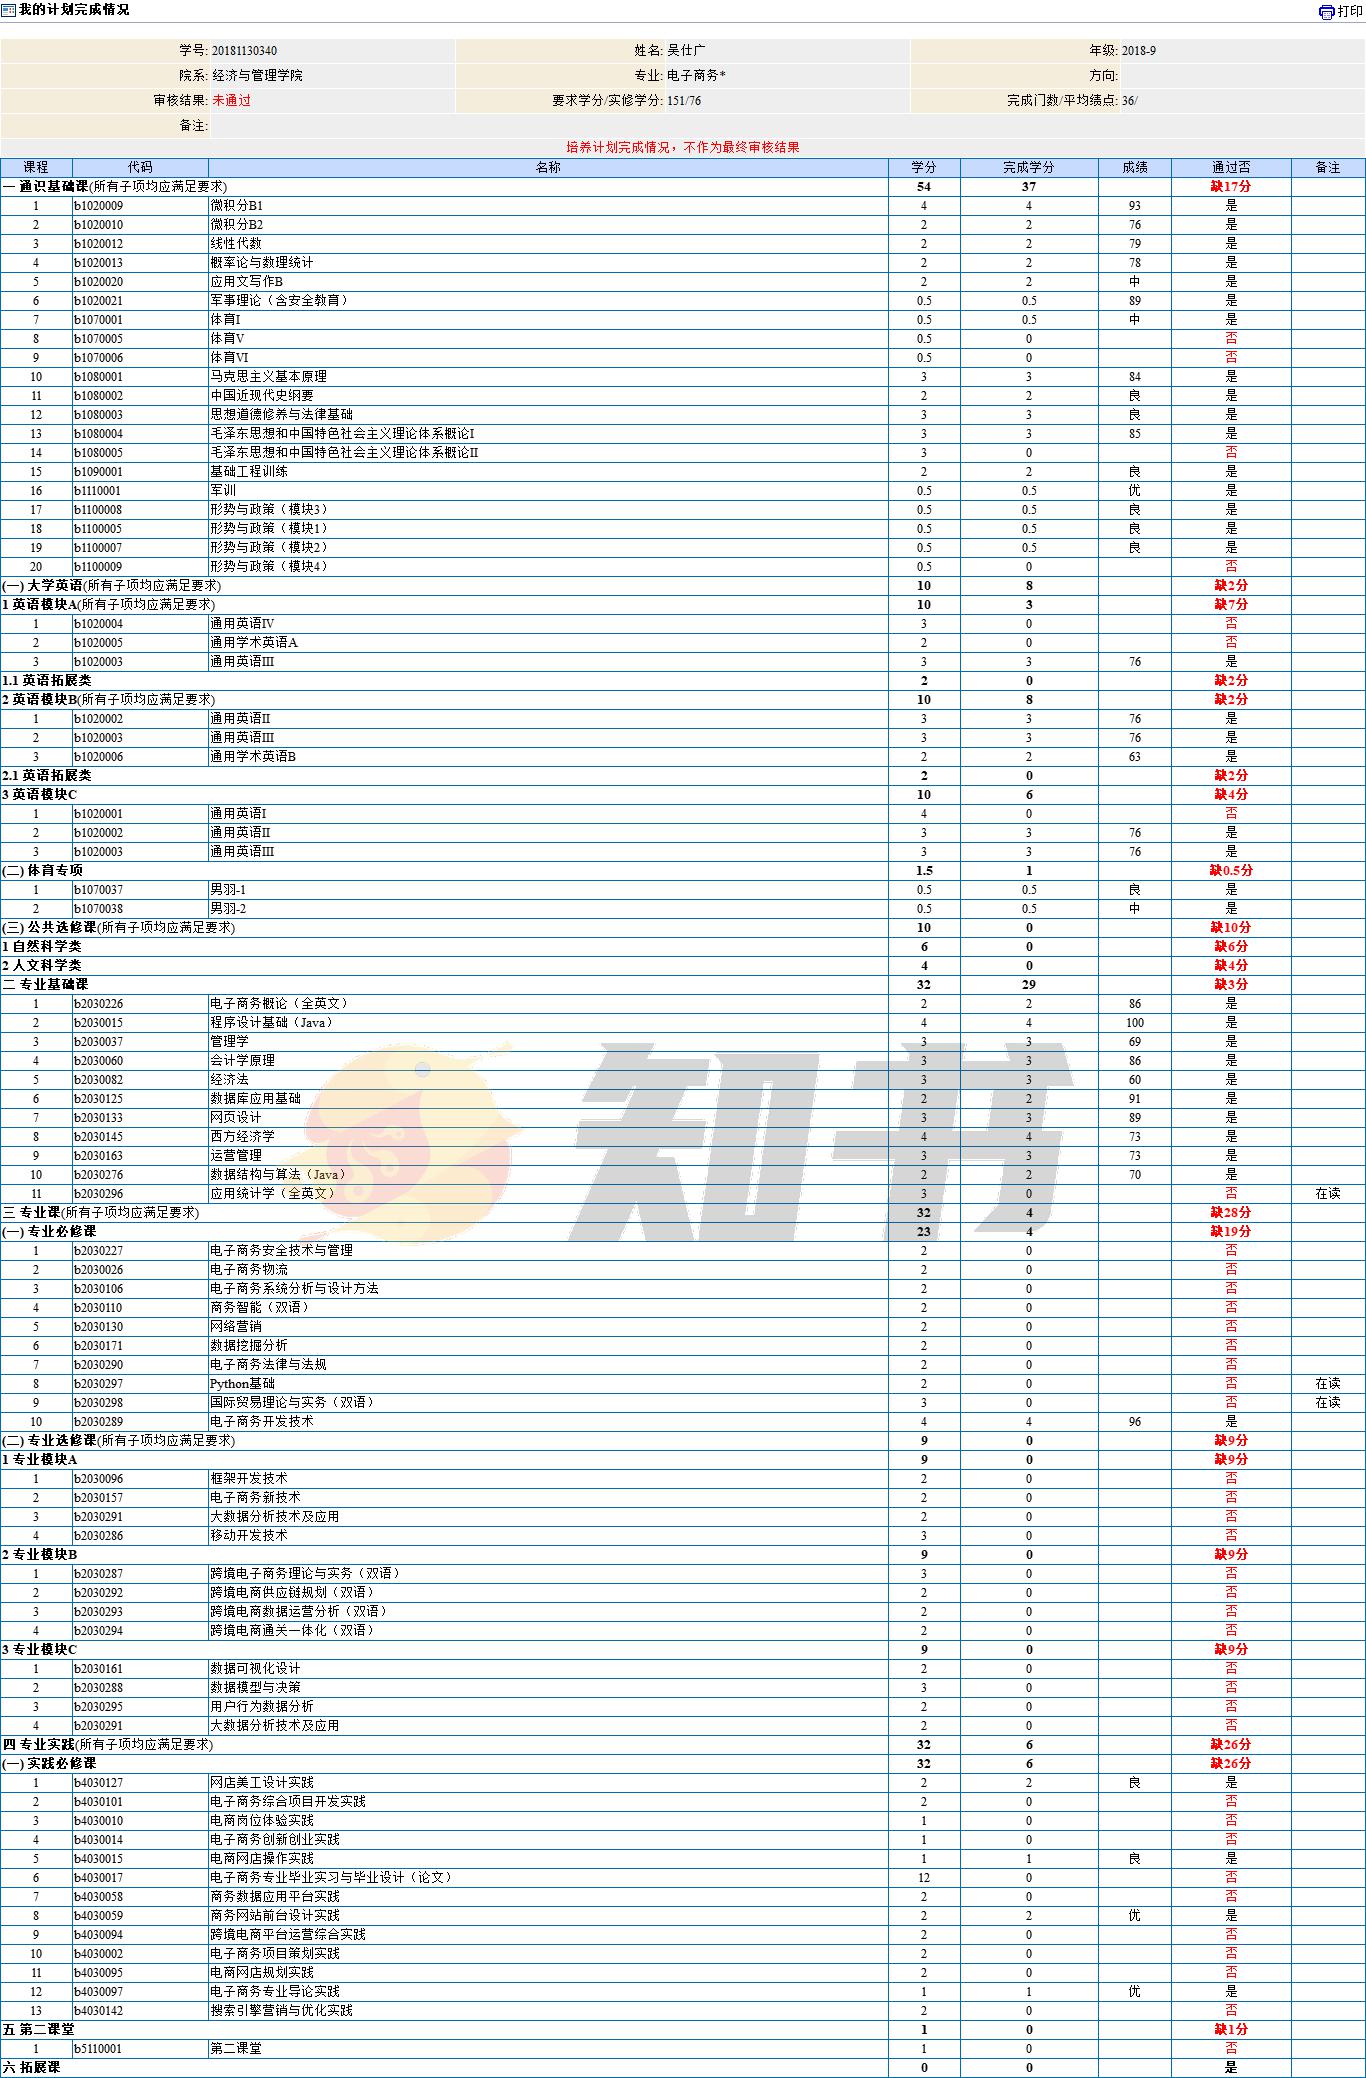 我的计划完成情况 打印
学号: 20181130340 姓名: 吴仕广 年级: 2018-9
院系: 经济与管理学院 专业: 电子商务* 方向:
审核结果: 未通过 要求学分/实修学分: 151/76 完成门数/平均绩点: 36/
备注:
培养计划完成情况，不作为最终审核结果
课程 代码 名称 学分 完成学分 成绩 通过否 备注
一 通识基础课(所有子项均应满足要求) 54 37 缺17分
1 b1020009 微积分B1 4 4 93 是
2 b1020010 微积分B2 2 2 76 是
3 b1020012 线性代数 2 2 79 是
4 b1020013 概率论与数理统计 2 2 78 是
5 b1020020 应用文写作B 2 2 中 是
6 b1020021 军事理论（含安全教育） 0.5 0.5 89 是
7 b1070001 体育I 0.5 0.5 中 是
8 b1070005 体育V 0.5 0 否
9 b1070006 体育VI 0.5 0 否
10 b1080001 马克思主义基本原理 3 3 84 是
11 b1080002 中国近现代史纲要 2 2 良 是
12 b1080003 思想道德修养与法律基础 3 3 良 是
13 b1080004 毛泽东思想和中国特色社会主义理论体系概论I 3 3 85 是
14 b1080005 毛泽东思想和中国特色社会主义理论体系概论II 3 0 否
15 b1090001 基础工程训练 2 2 良 是
16 b1110001 军训 0.5 0.5 优 是
17 b1100008 形势与政策（模块3） 0.5 0.5 良 是
18 b1100005 形势与政策（模块1） 0.5 0.5 良 是
19 b1100007 形势与政策（模块2） 0.5 0.5 良 是
20 b1100009 形势与政策（模块4） 0.5 0 否
(一) 大学英语(所有子项均应满足要求) 10 8 缺2分
1 英语模块A(所有子项均应满足要求) 10 3 缺7分
1 b1020004 通用英语IV 3 0 否
2 b1020005 通用学术英语A 2 0 否
3 b1020003 通用英语III 3 3 76 是
1.1 英语拓展类 2 0 缺2分
2 英语模块B(所有子项均应满足要求) 10 8 缺2分
1 b1020002 通用英语II 3 3 76 是
2 b1020003 通用英语III 3 3 76 是
3 b1020006 通用学术英语B 2 2 63 是
2.1 英语拓展类 2 0 缺2分
3 英语模块C 10 6 缺4分
1 b1020001 通用英语I 4 0 否
2 b1020002 通用英语II 3 3 76 是
3 b1020003 通用英语III 3 3 76 是
(二) 体育专项 1.5 1 缺0.5分
1 b1070037 男羽-1 0.5 0.5 良 是
2 b1070038 男羽-2 0.5 0.5 中 是
(三) 公共选修课(所有子项均应满足要求) 10 0 缺10分
1 自然科学类 6 0 缺6分
2 人文科学类 4 0 缺4分
二 专业基础课 32 29 缺3分
1 b2030226 电子商务概论（全英文） 2 2 86 是
2 b2030015 程序设计基础（Java） 4 4 100 是
3 b2030037 管理学 3 3 69 是
4 b2030060 会计学原理 3 3 86 是
5 b2030082 经济法 3 3 60 是
6 b2030125 数据库应用基础 2 2 91 是
7 b2030133 网页设计 3 3 89 是
8 b2030145 西方经济学 4 4 73 是
9 b2030163 运营管理 3 3 73 是
10 b2030276 数据结构与算法（Java） 2 2 70 是
11 b2030296 应用统计学（全英文） 3 0 否 在读
三 专业课(所有子项均应满足要求) 32 4 缺28分
(一) 专业必修课 23 4 缺19分
1 b2030227 电子商务安全技术与管理 2 0 否
2 b2030026 电子商务物流 2 0 否
3 b2030106 电子商务系统分析与设计方法 2 0 否
4 b2030110 商务智能（双语） 2 0 否
5 b2030130 网络营销 2 0 否
6 b2030171 数据挖掘分析 2 0 否
7 b2030290 电子商务法律与法规 2 0 否
8 b2030297 Python基础 2 0 否 在读
9 b2030298 国际贸易理论与实务（双语） 3 0 否 在读
10 b2030289 电子商务开发技术 4 4 96 是
(二) 专业选修课(所有子项均应满足要求) 9 0 缺9分
1 专业模块A 9 0 缺9分
1 b2030096 框架开发技术 2 0 否
2 b2030157 电子商务新技术 2 0 否
3 b2030291 大数据分析技术及应用 2 0 否
4 b2030286 移动开发技术 3 0 否
2 专业模块B 9 0 缺9分
1 b2030287 跨境电子商务理论与实务（双语） 3 0 否
2 b2030292 跨境电商供应链规划（双语） 2 0 否
3 b2030293 跨境电商数据运营分析（双语） 2 0 否
4 b2030294 跨境电商通关一体化（双语） 2 0 否
3 专业模块C 9 0 缺9分
1 b2030161 数据可视化设计 2 0 否
2 b2030288 数据模型与决策 3 0 否
3 b2030295 用户行为数据分析 2 0 否
4 b2030291 大数据分析技术及应用 2 0 否
四 专业实践(所有子项均应满足要求) 32 6 缺26分
(一) 实践必修课 32 6 缺26分
1 b4030127 网店美工设计实践 2 2 良 是
2 b4030101 电子商务综合项目开发实践 2 0 否
3 b4030010 电商岗位体验实践 1 0 否
4 b4030014 电子商务创新创业实践 1 0 否
5 b4030015 电商网店操作实践 1 1 良 是
6 b4030017 电子商务专业毕业实习与毕业设计（论文） 12 0 否
7 b4030058 商务数据应用平台实践 2 0 否
8 b4030059 商务网站前台设计实践 2 2 优 是
9 b4030094 跨境电商平台运营综合实践 2 0 否
10 b4030002 电子商务项目策划实践 2 0 否
11 b4030095 电商网店规划实践 2 0 否
12 b4030097 电子商务专业导论实践 1 1 优 是
13 b4030142 搜索引擎营销与优化实践 2 0 否
五 第二课堂 1 0 缺1分
1 b5110001 第二课堂 1 0 否
六 拓展课 0 0 是
知书